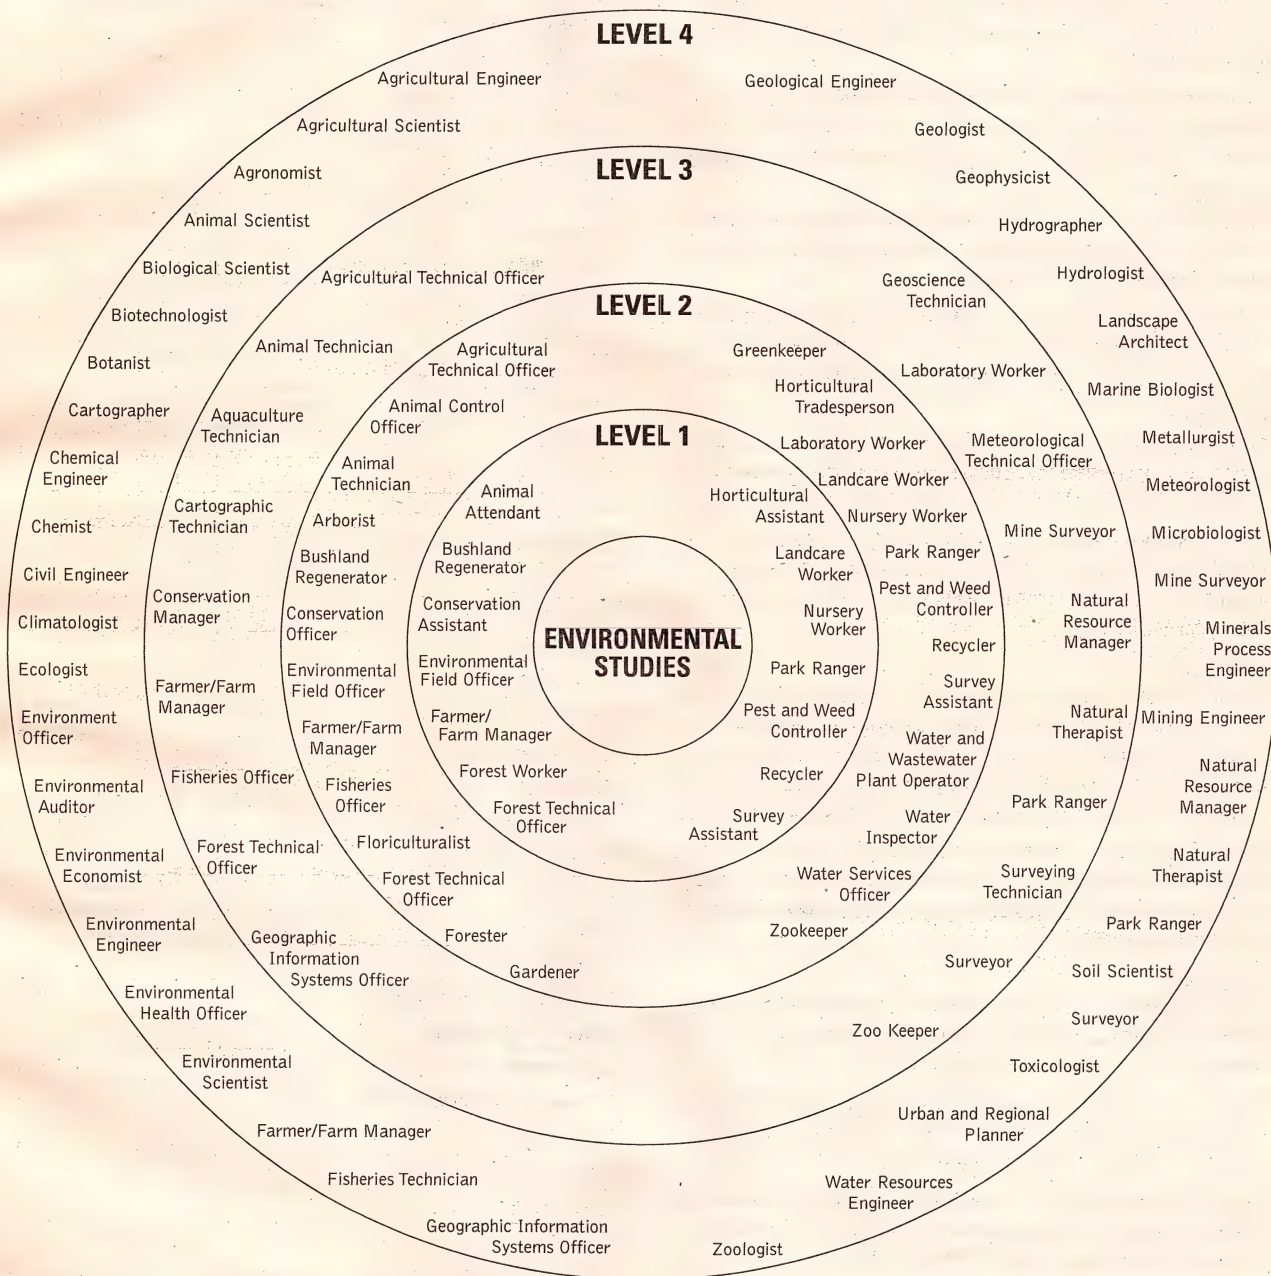 LEVEL 4
Agricultural Engineer
Agricultural Scientist
Agronomist
Animal Scientist
Biological Scientist
Biotechnologist
Botanist
Cartographer
Chemical
Engineer
Chemist
Civil Engineer
Climatologist
Ecologist
Environment
Officer
Environmental
Auditor
Environmental
Economist
Environmental
Engineer
Environmental
Health Officer
Environmental
Scientist
Farmer/Farm Manager
Fisheries Technician
Geographic Information
Systems Officer
Geological Engineer
Geologist
Geophysicist
Hydrographer
Hydrologist
Landscape
Architect
Marine Biologist
Metallurgist
Meteorologist
Microbiologist
Mine Surveyor
Minerals
Process
Engineer
Mining Engineer
Natural
Resource
Manager
Natural
Therapist
Park Ranger
Soil Scientist
Surveyor
Toxicologist
Urban and Regional
Planner
Water Resources
Engineer
Zoologist
LEVEL 3
Agricultural Technical Officer
Animal Technician
Aquaculture
Technician
Cartographic
Technician
Conservation
Manager
Farmer/Farm
Manager
Fisheries Officer
Forest Technical
Officer
Geographic
Information
Systems Officer
Geoscience
Technician
Laboratory Worker
Meteorological
Technical Officer
Mine Surveyor
Natural
Resource
Manager
Natural
Therapist
Park Ranger
Surveying
Technician
Surveyor
Zoo Keeper
LEVEL 2
Agricultural
Technical Officer
Animal Control
Officer
Animal
Technician
Arborist
Bushland
Regenerator
Conservation
Officer
Environmental
Field Officer
Farmer/Farm
Manager
Fisheries
Officer
Floriculturalist
Forest Technical
Officer
Forester
Gardener
Greenkeeper
Horticultural
Tradesperson
Laboratory Worker
Landcare Worker
Nursery Worker
Park Ranger
Pest and Weed
Controller
Recycler
Survey
Assistant
Water and
Wastewater
Plant Operator
Water
Inspector
Water Services
Officer
Zookeeper
LEVEL 1
Animal
Attendant
Bushland
Regenerator
Conservation
Assistant
Environmental
Field Officer
Farmer/
Farm Manager
Forest Worker
Forest Technical
Officer
Horticultural
Assistant
Landcare
Worker
Nursery
Worker
Park Ranger
Pest and Weed
Controller
Recycler
Survey
Assistant
ENVIRONMENTAL
STUDIES